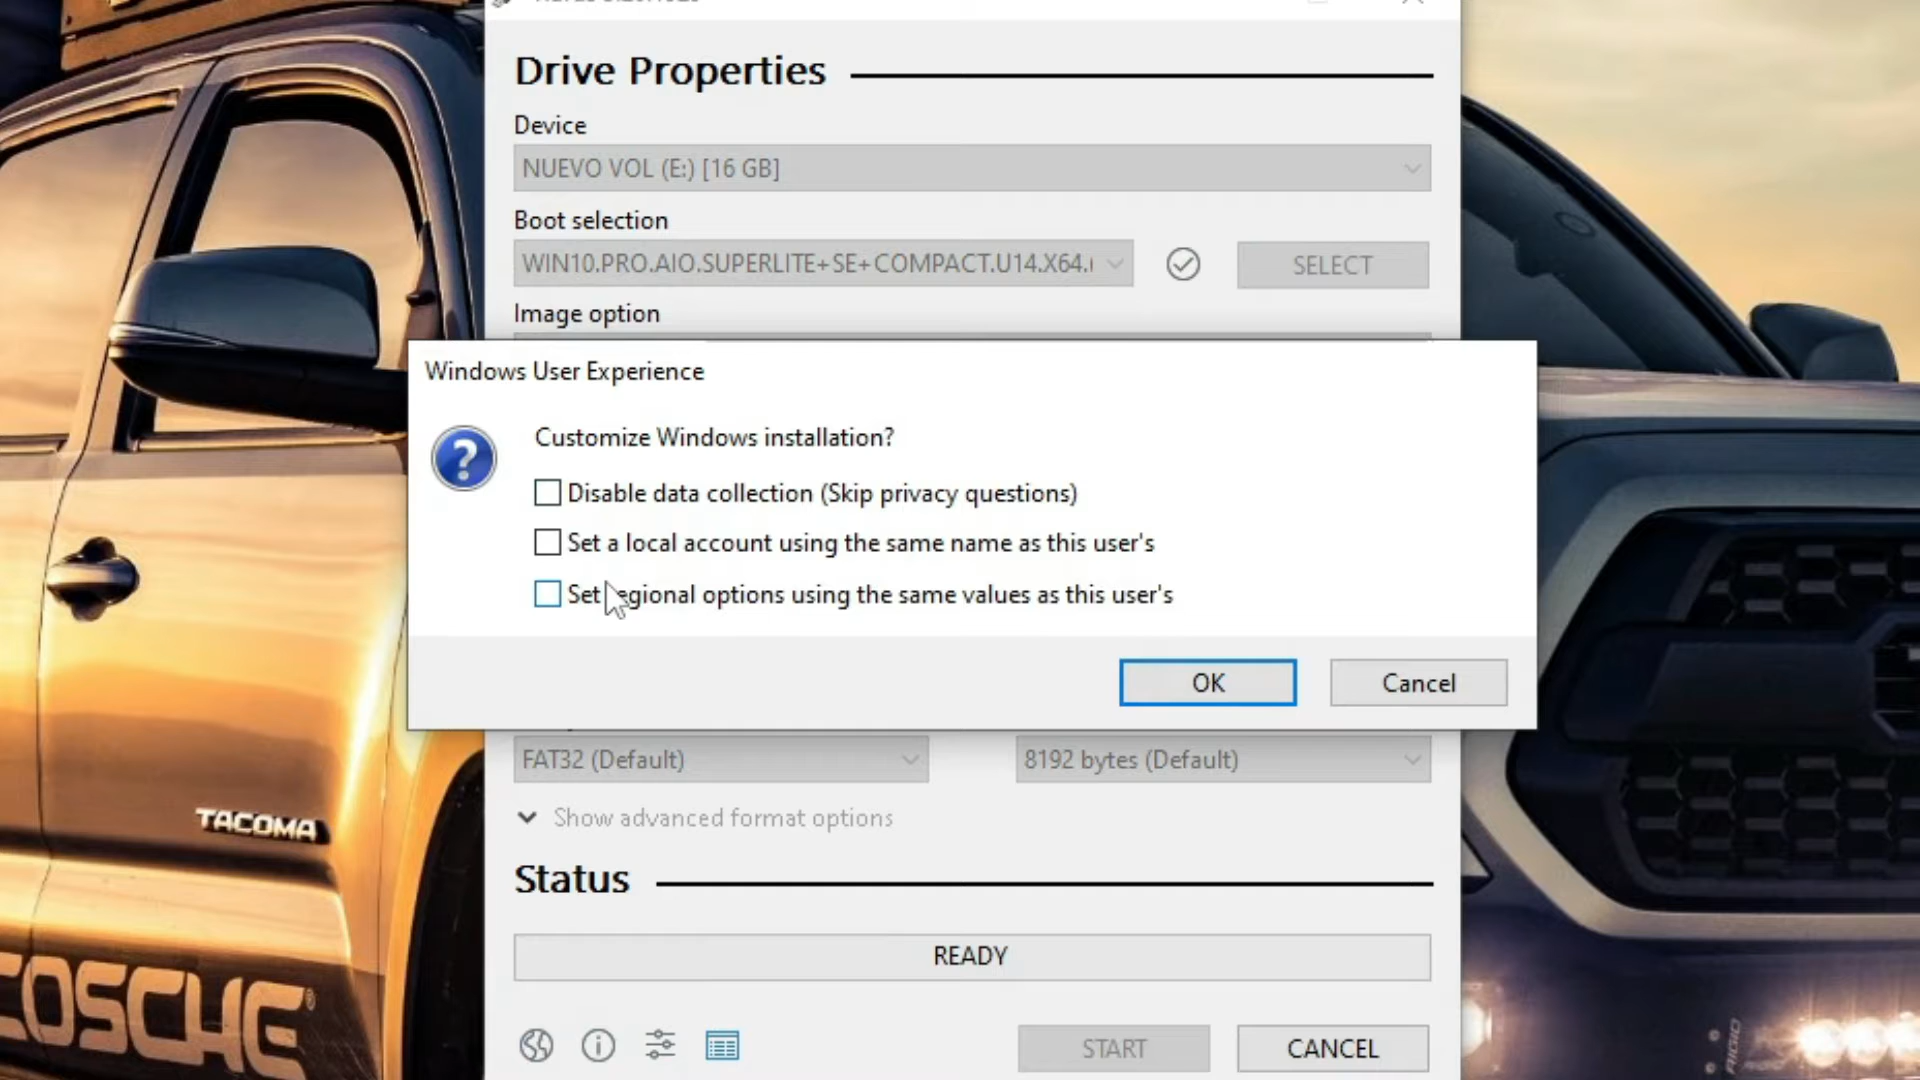 Drive Properties
Device
NUEVO VOL (E:) [16 GB]
Boot selection
WIN10.PRO.AIO.SUPERLITE+SE+COMPACT.U14.X64.
SELECT
Image option
Windows User Experience
Customize Windows installation?
Disable data collection (Skip privacy questions)
Set a local account using the same name as this user's
Set regional options using the same values as this user's
OK
Cancel
FAT32 (Default)
8192 bytes (Default)
Show advanced format options
Status
READY
START
CANCEL
TACOMA
COSCHE